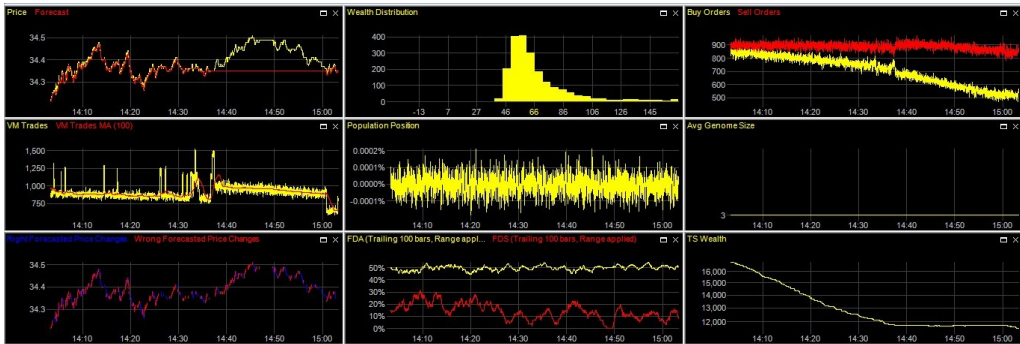 Price Forecast
34.5
34.4
34.3
14:10 14:20 14:30 14:40 14:50 15:00
Wealth Distribution
400
300
200
100
0
-13 7 27 46 66 86 106 126 145
Buy Orders Sell Orders
900
800
700
600
500
14:10 14:20 14:30 14:40 14:50 15:00
VM Trades VM Trades MA (100)
1,500
1,250
1,000
750
14:10 14:20 14:30 14:40 14:50 15:00
Population Position
0.0002%
0.0001%
0.0000%
-0.0001%
14:10 14:20 14:30 14:40 14:50 15:00
Avg Genome Size
3
14:10 14:20 14:30 14:40 14:50 15:00
Right Forecasted Price Changes Wrong Forecasted Price Changes
34.5
34.4
34.3
14:10 14:20 14:30 14:40 14:50 15:00
FDA (Trailing 100 bars, Range appl... FDS (Trailing 100 bars, Range applied)
50%
40%
30%
20%
10%
0%
14:10 14:20 14:30 14:40 14:50 15:00
TS Wealth
16,000
15,000
14,000
13,000
12,000
14:10 14:20 14:30 14:40 14:50 15:00